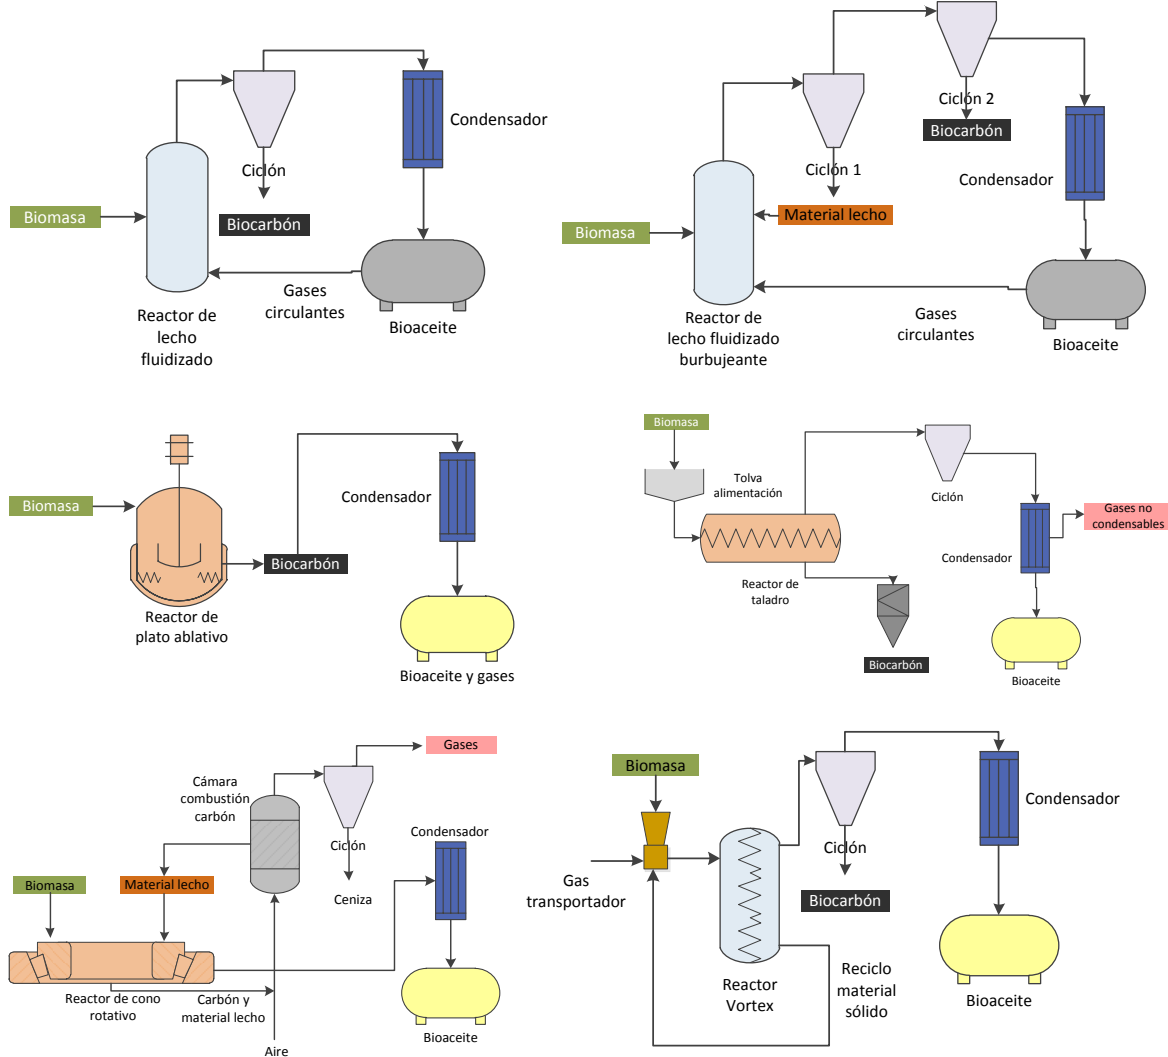 Ciclón
Condensador
Biomasa
Biocarbón
Gases
circulantes
Reactor de
lecho
fluidizado
Bioaceite
Ciclón 2
Biocarbón
Ciclón 1
Condensador
Material lecho
Biomasa
Reactor de
lecho fluidizado
burbujeante
Gases
circulantes
Bioaceite
Condensador
Biomasa
Biocarbón
Reactor de
plato ablativo
Bioaceite y gases
Biomasa
Tolva
alimentación
Ciclón
Gases no
condensables
Condensador
Reactor de
taladro
Biocarbón
Bioaceite
Gases
Cámara
combustión
carbón
Ciclón
Condensador
Biomasa
Material lecho
Ceniza
Reactor de cono
rotativo
Carbón y
material lecho
Aire
Bioaceite
Biomasa
Condensador
Ciclón
Gas
transportador
Biocarbón
Reactor
Vortex
Reciclo
material
sólido
Bioaceite